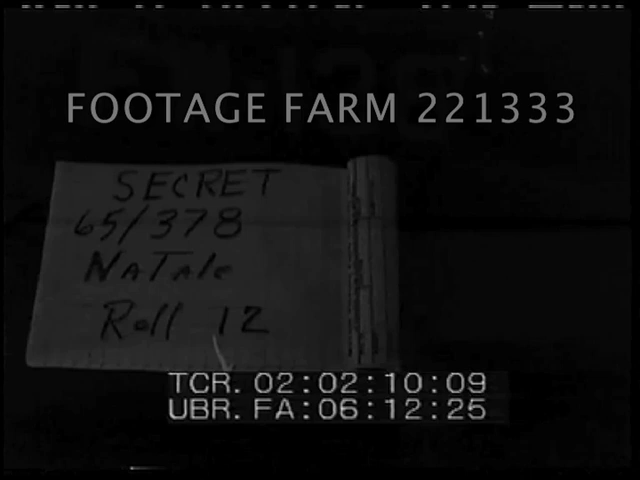 FOOTAGE FARM 221333
SECRET
65/378
NaTale
Roll 12
TCR. 02:02:10:09
UBR. FA:06:12:25